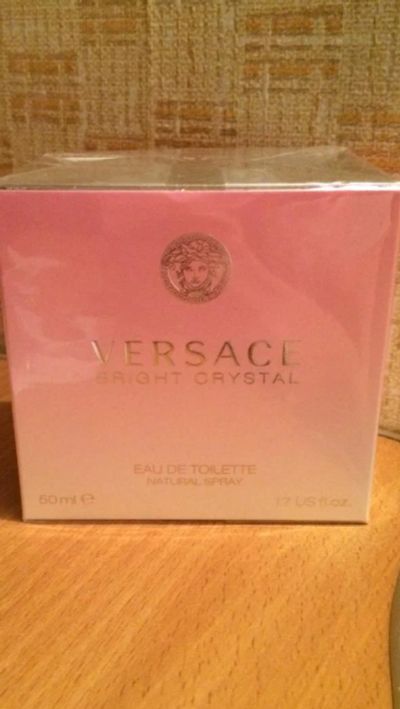 VERSACE
BRIGHT CRYSTAL
EAU DE TOILETTE
NATURAL SPRAY
50 ml e 1.7 US fl.oz.